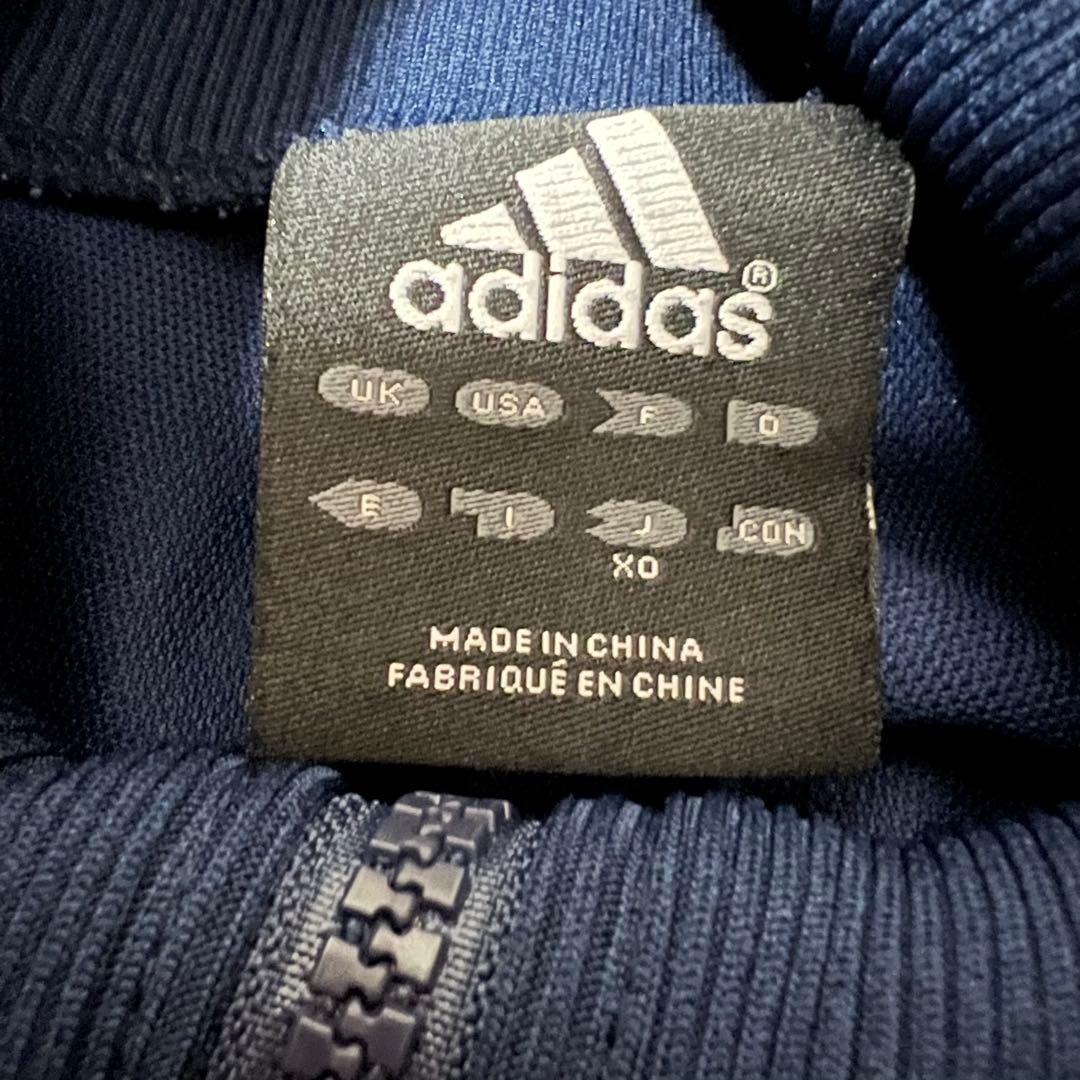 adidas®
UK USA F D
E I J CON
XO
MADE IN CHINA
FABRIQUÉ EN CHINE